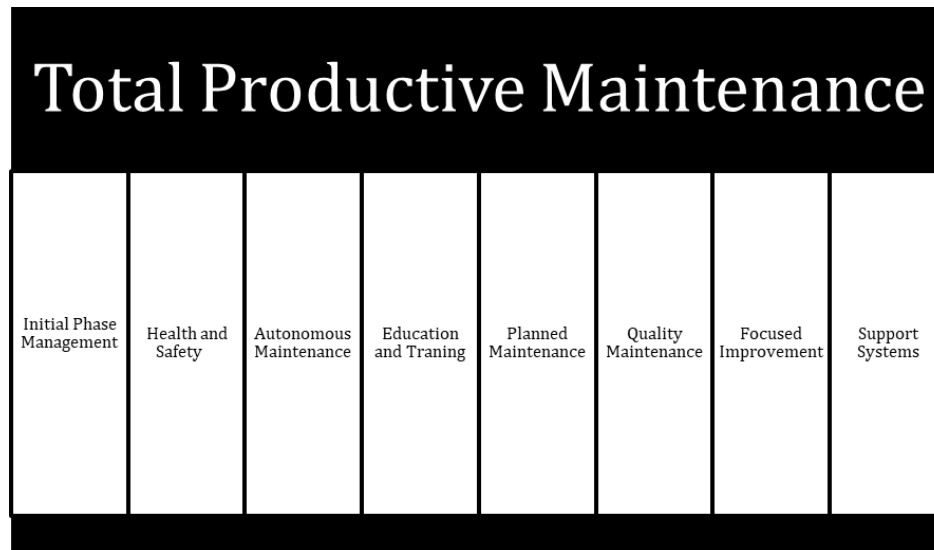 Total Productive Maintenance
Initial Phase
Management
Health and
Safety
Autonomous
Maintenance
Education
and Traning
Planned
Maintenance
Quality
Maintenance
Focused
Improvement
Support
Systems